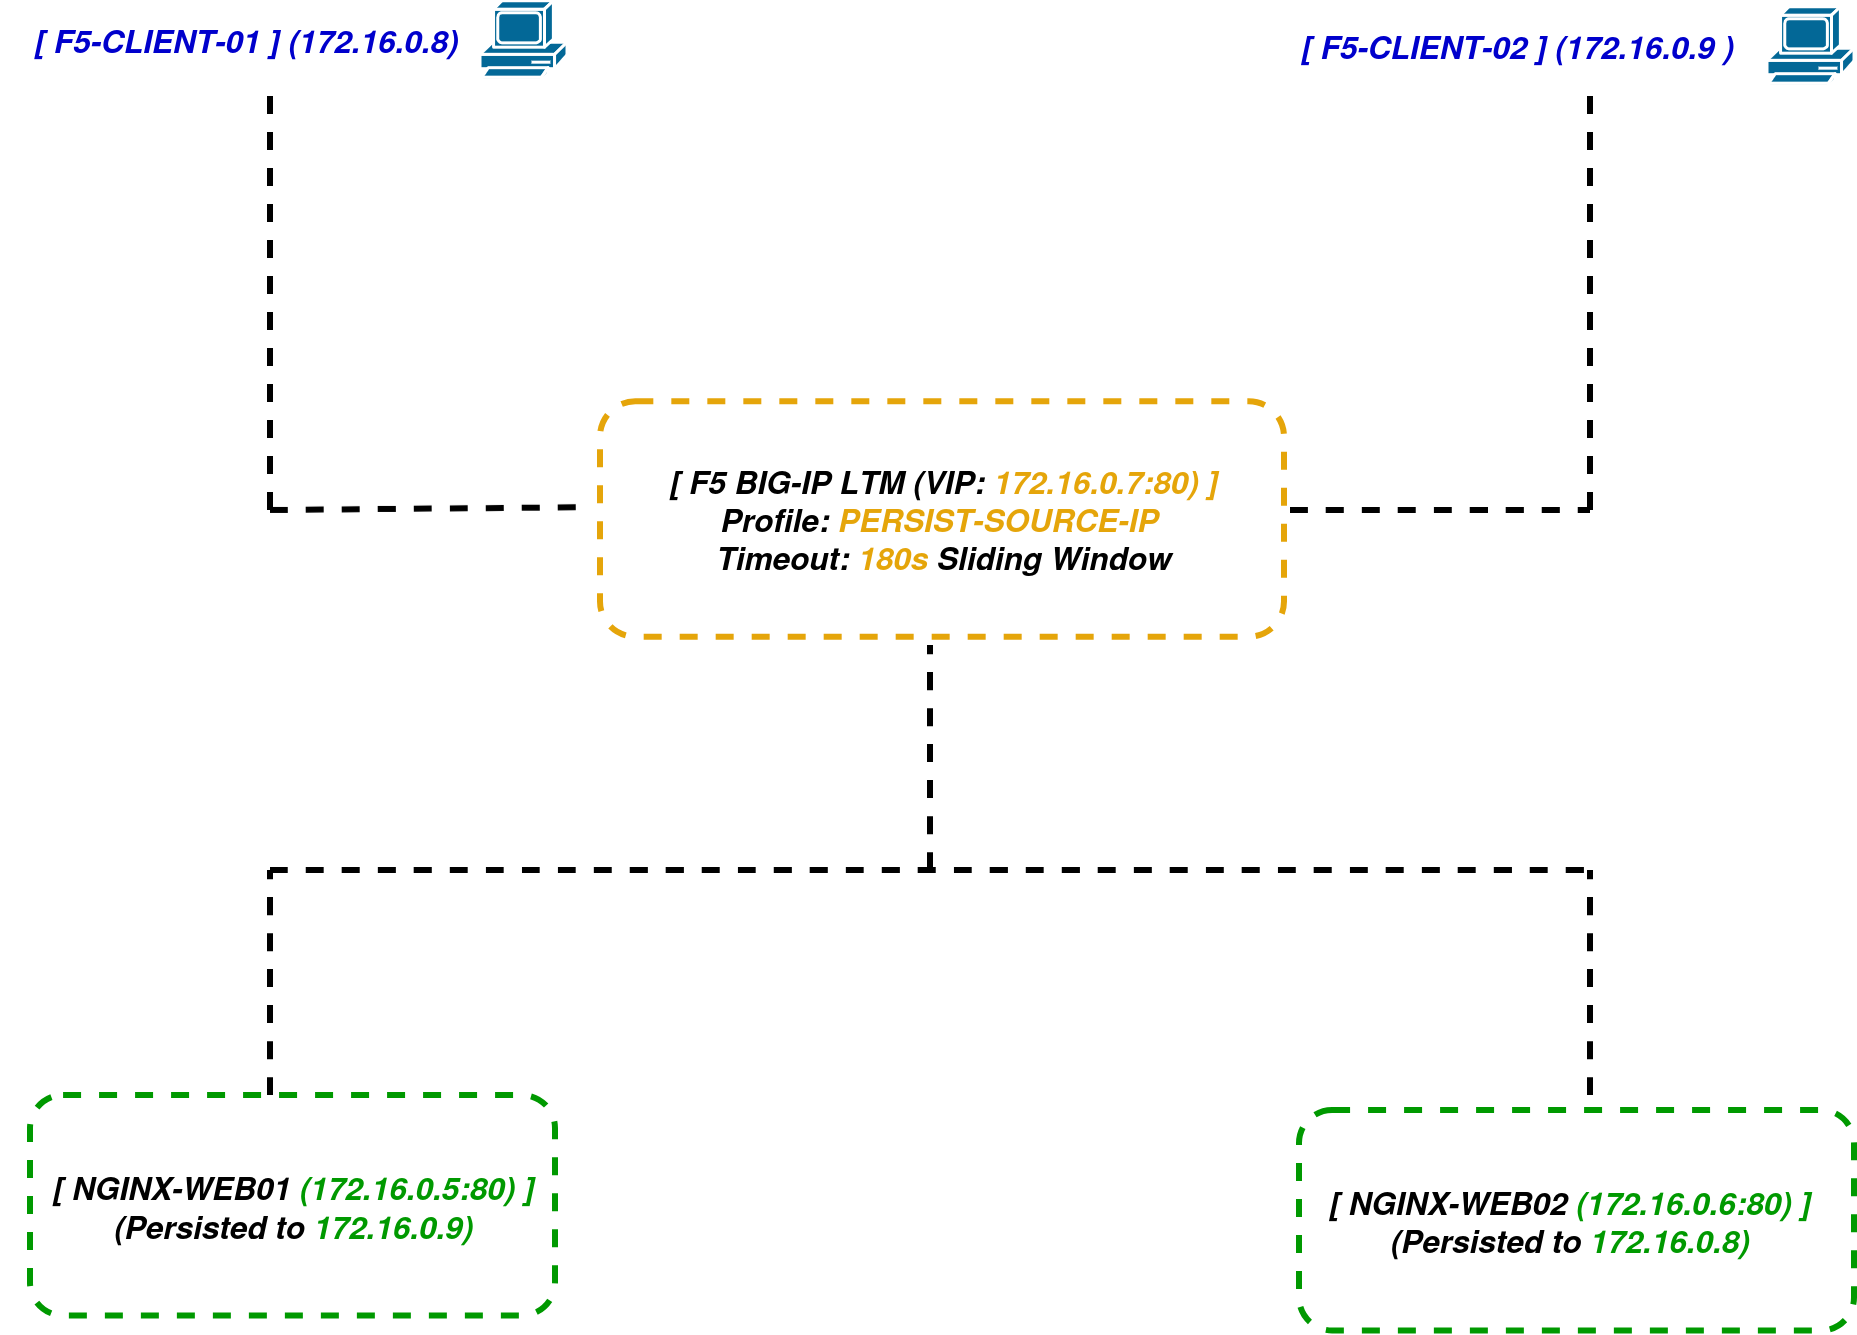 [ F5-CLIENT-01 ] (172.16.0.8)
[ F5-CLIENT-02 ] (172.16.0.9 )
[ F5 BIG-IP LTM (VIP: 172.16.0.7:80) ]
Profile: PERSIST-SOURCE-IP
Timeout: 180s Sliding Window
[ NGINX-WEB01 (172.16.0.5:80) ]
(Persisted to 172.16.0.9)
[ NGINX-WEB02 (172.16.0.6:80) ]
(Persisted to 172.16.0.8)